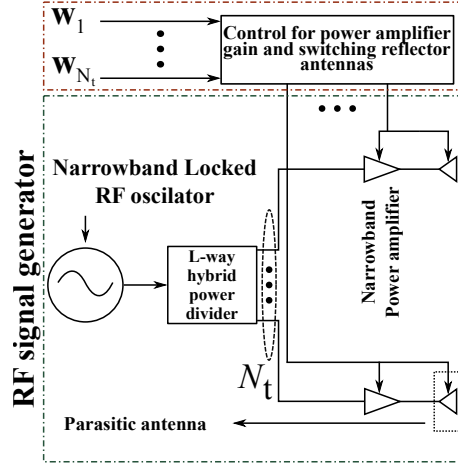 w1
wNt
Control for power amplifier
gain and switching reflector
antennas
RF signal generator
Narrowband Locked
RF oscilator
L-way
hybrid
power
divider
Narrowband
Power amplifier
Nt
Parasitic antenna